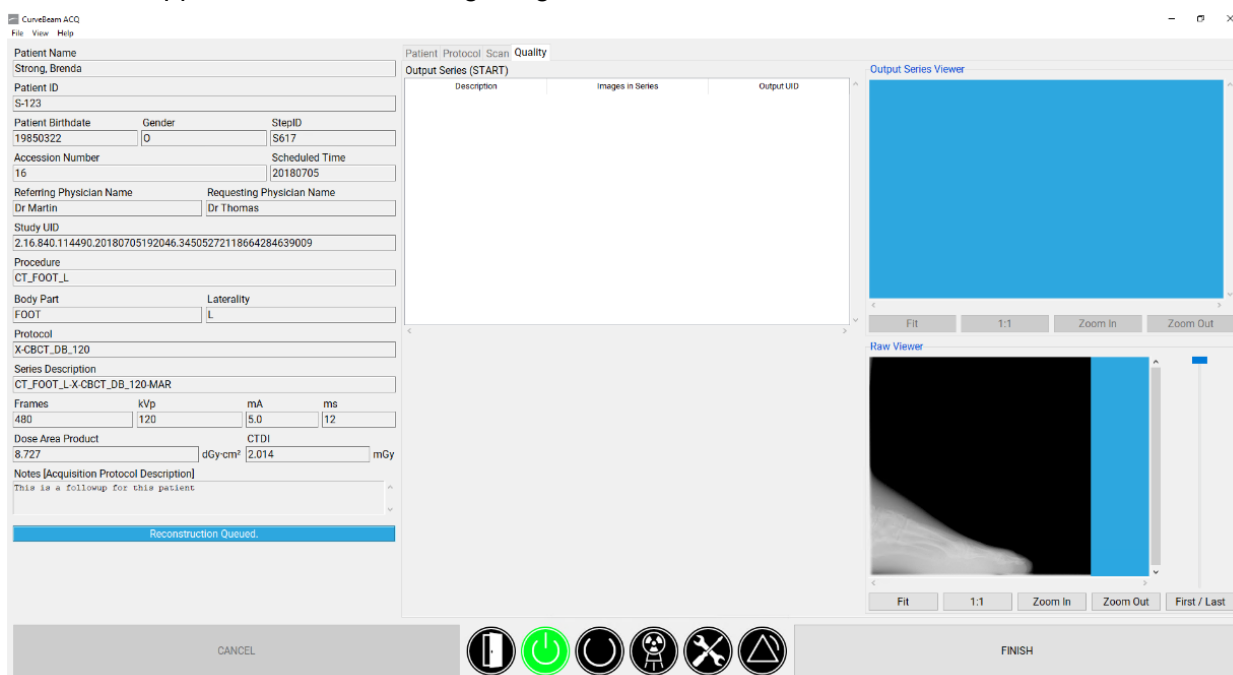 CurveBeam ACQ
File View Help
Patient Name
Strong, Brenda
Patient ID
S-123
Patient Birthdate Gender StepID
19850322 O S617
Accession Number Scheduled Time
16 20180705
Referring Physician Name Requesting Physician Name
Dr Martin Dr Thomas
Study UID
2.16.840.114490.20180705192046.34505272118664284639009
Procedure
CT_FOOT_L
Body Part Laterality
FOOT L
Protocol
X-CBCT_DB_120
Series Description
CT_FOOT_L-X-CBCT_DB_120-MAR
Frames kVp mA ms
480 120 5.0 12
Dose Area Product CTDI
8.727 dGy·cm² 2.014 mGy
Notes [Acquisition Protocol Description]
This is a followup for this patient
Reconstruction Queued.
Patient Protocol Scan Quality
Output Series (START)
Description Images in Series Output UID
Output Series Viewer
Fit 1:1 Zoom In Zoom Out
Raw Viewer
Fit 1:1 Zoom In Zoom Out First / Last
CANCEL FINISH